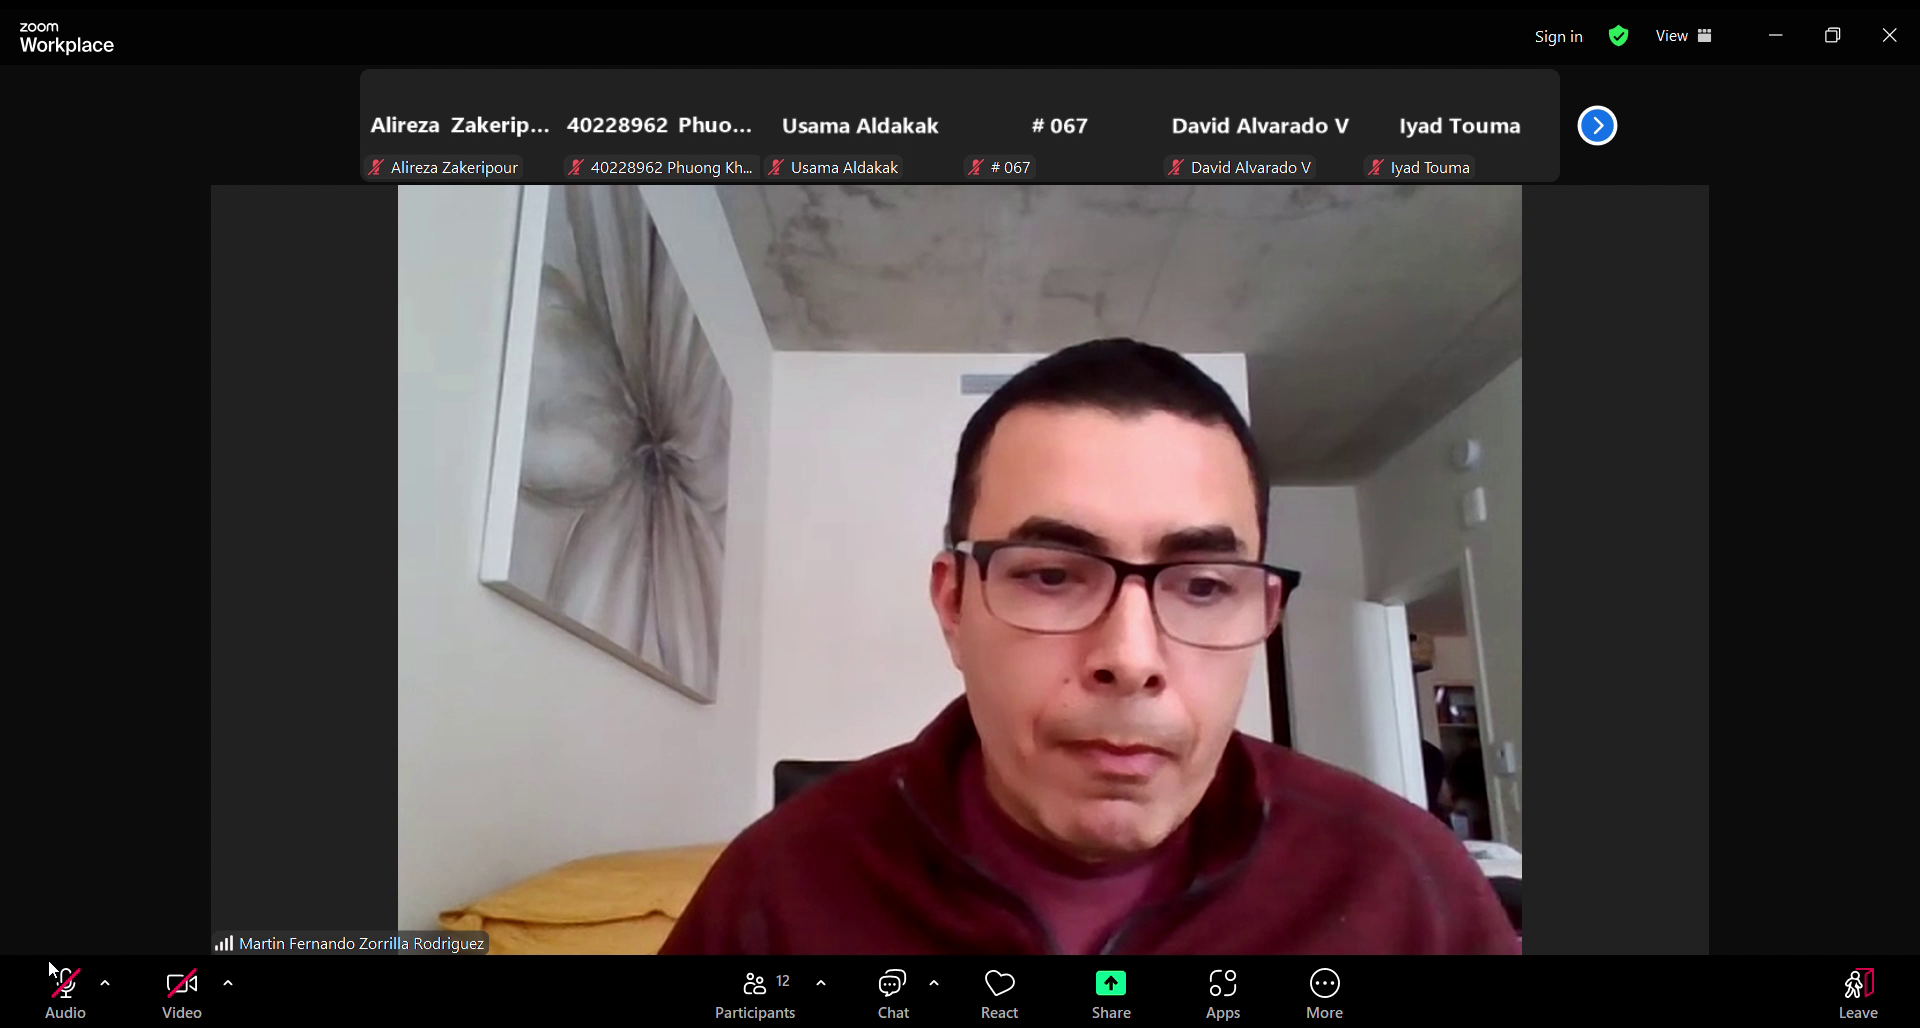 zoom
Workplace
Sign in
View
Alireza Zakerip...
40228962 Phuo...
Usama Aldakak
# 067
David Alvarado V
Iyad Touma
Alireza Zakeripour
40228962 Phuong Kh...
Usama Aldakak
# 067
David Alvarado V
Iyad Touma
Martin Fernando Zorrilla Rodriguez
Audio
Video
12
Participants
Chat
React
Share
Apps
More
Leave